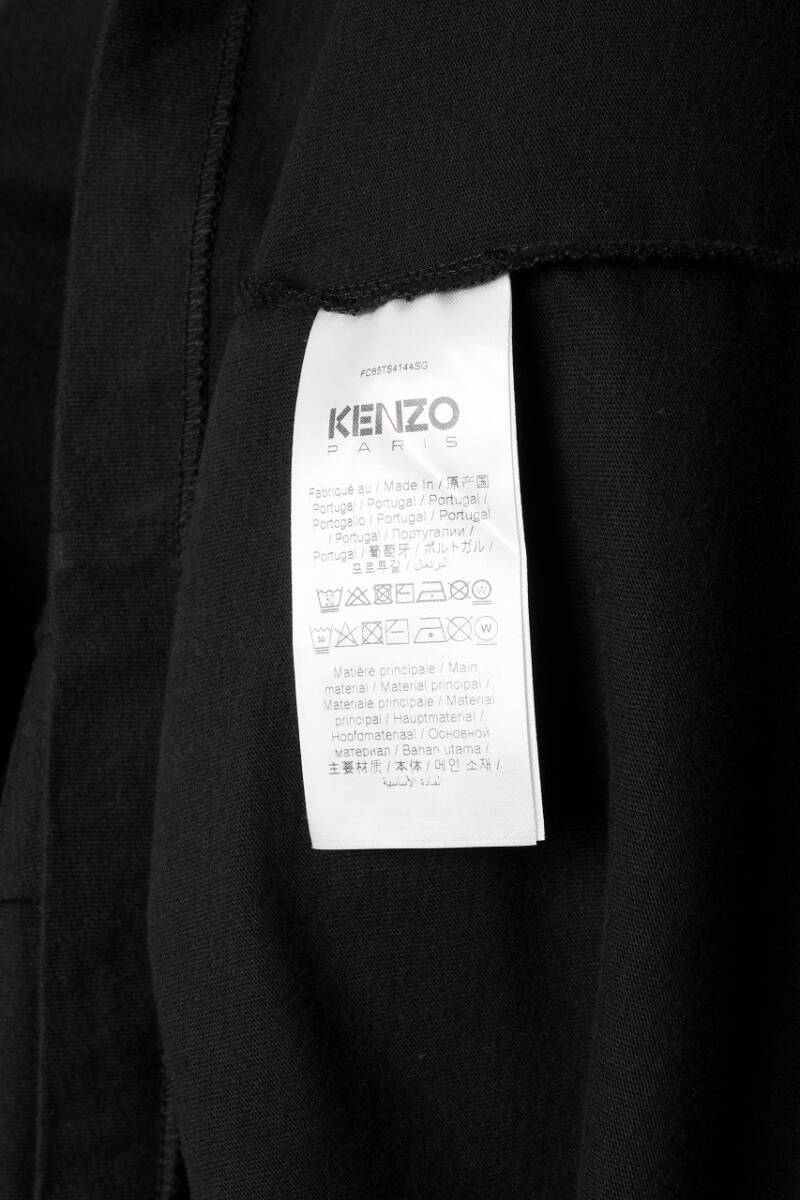 FC65TS4144SG
KENZO
PARIS
Fabriqué au / Made in / 原产国
Portugal / Portugal / Portugal /
Portogallo / Portugal / Portugal
/ Portugal / Португалии /
Portugal / 葡萄牙 / ポルトガル /
포르투갈 / البرتغال
30 W
30 W
Matière principale / Main
material / Material principal /
Materiale principale / Material
principal / Hauptmaterial /
Hoofdmateriaal / Основной
материал / Bahan utama /
主要材质 / 本体 / 메인 소재 /
المادة الأساسية